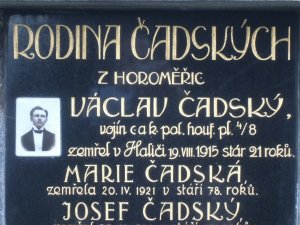 RODINA ČADSKÝCH
Z HOROMĚŘIC
VÁCLAV ČADSKÝ,
vojín c a k pol. houf. pl. 4/8
zemřel v Haliči 19. VIII. 1915 stár 21 roků.
MARIE ČADSKÁ,
zemřela 20. IV. 1921 v stáří 78. roků.
JOSEF ČADSKÝ